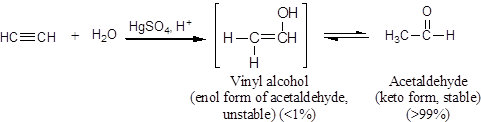 HC≡CH + H₂O HgSO₄, H⁺ OH O
H–C=CH H₃C–C–H
H
Vinyl alcohol Acetaldehyde
(enol form of acetaldehyde, (keto form, stable)
unstable) (<1%) (>99%)